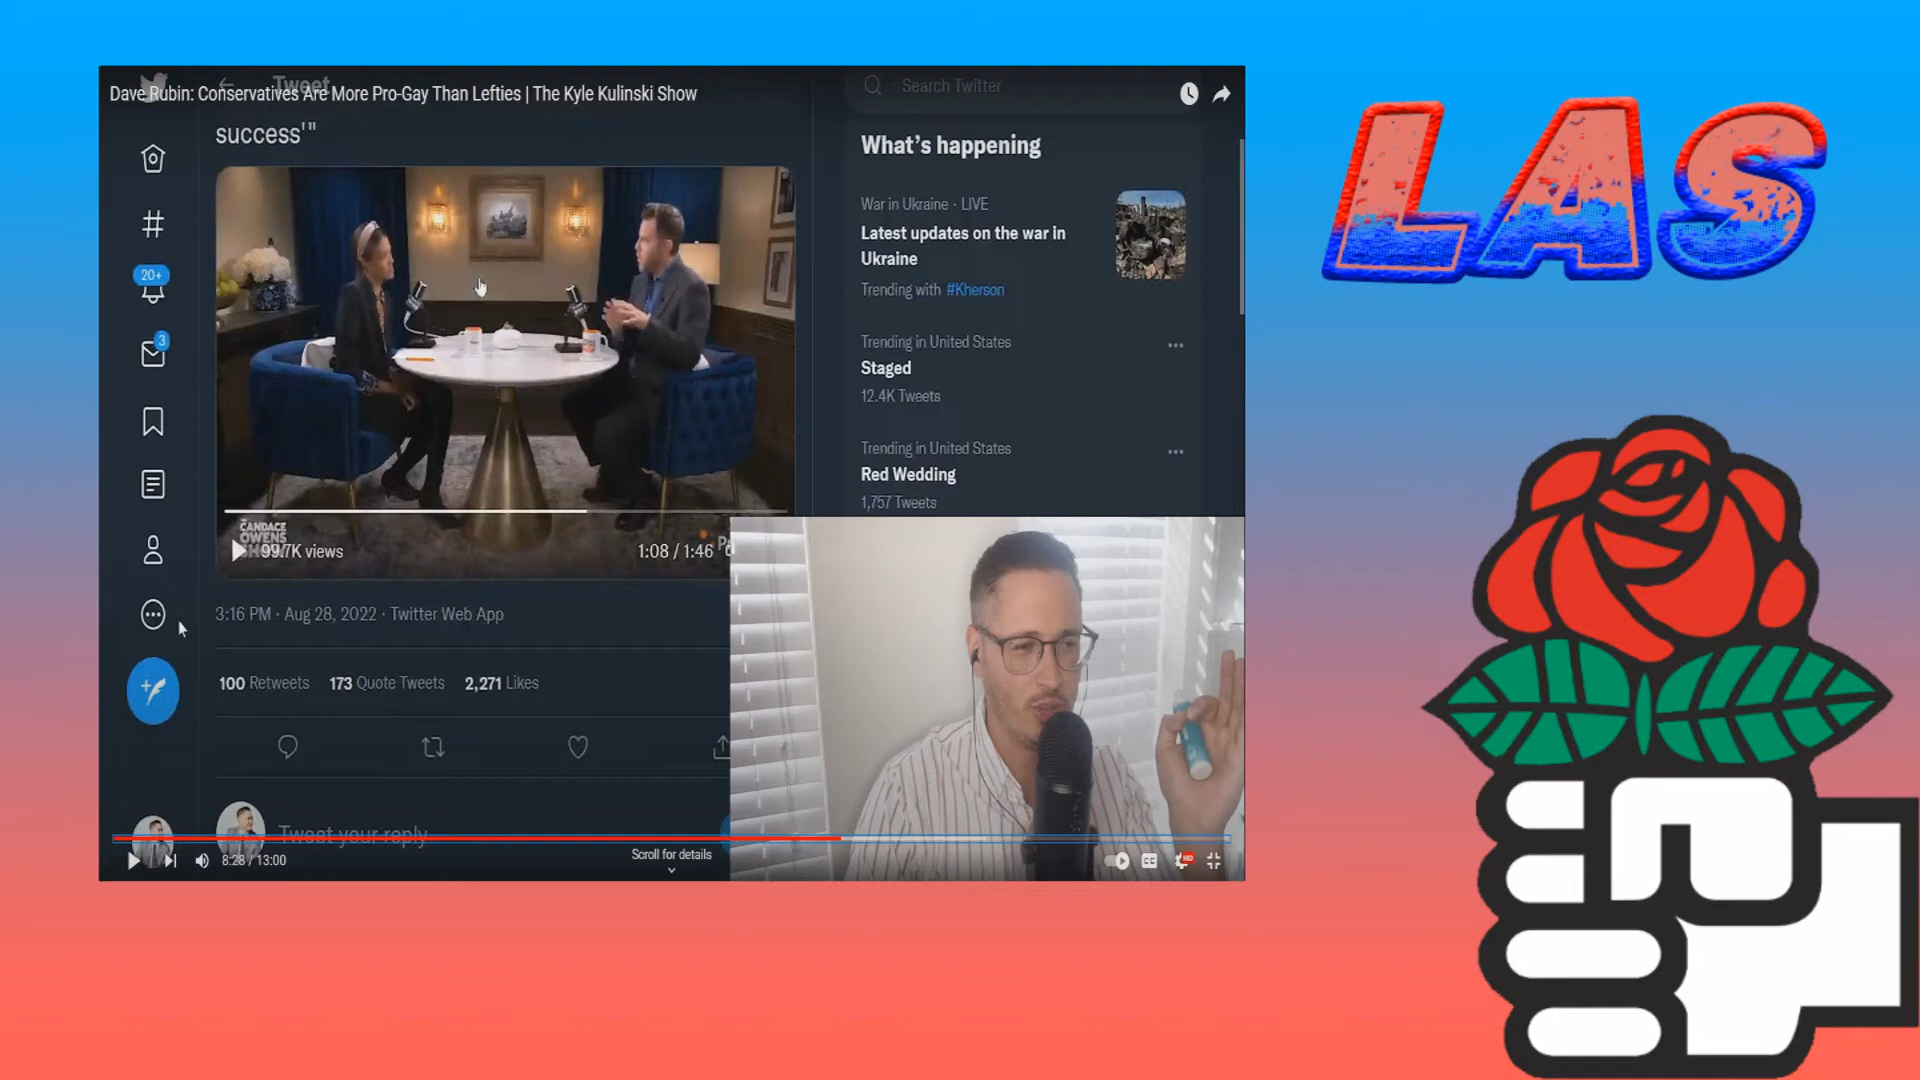 Tweet
Search Twitter
Dave Rubin: Conservatives Are More Pro-Gay Than Lefties | The Kyle Kulinski Show
success'"
What's happening
War in Ukraine · LIVE
Latest updates on the war in
Ukraine
Trending with #Kherson
Trending in United States
Staged
12.4K Tweets
Trending in United States
Red Wedding
1,757 Tweets
20+
3
CANDACE
OWENS
99.7K views
1:08 / 1:46
3:16 PM · Aug 28, 2022 · Twitter Web App
100 Retweets 173 Quote Tweets 2,271 Likes
Tweet your reply
8:28 / 13:00
Scroll for details
CC
HD
LAS